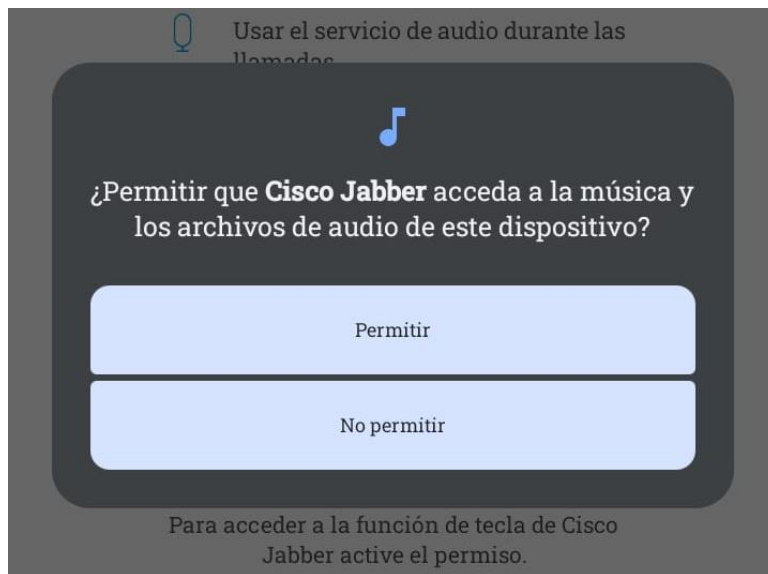 Usar el servicio de audio durante las
llamadas
¿Permitir que Cisco Jabber acceda a la música y
los archivos de audio de este dispositivo?
Permitir
No permitir
Para acceder a la función de tecla de Cisco
Jabber active el permiso.